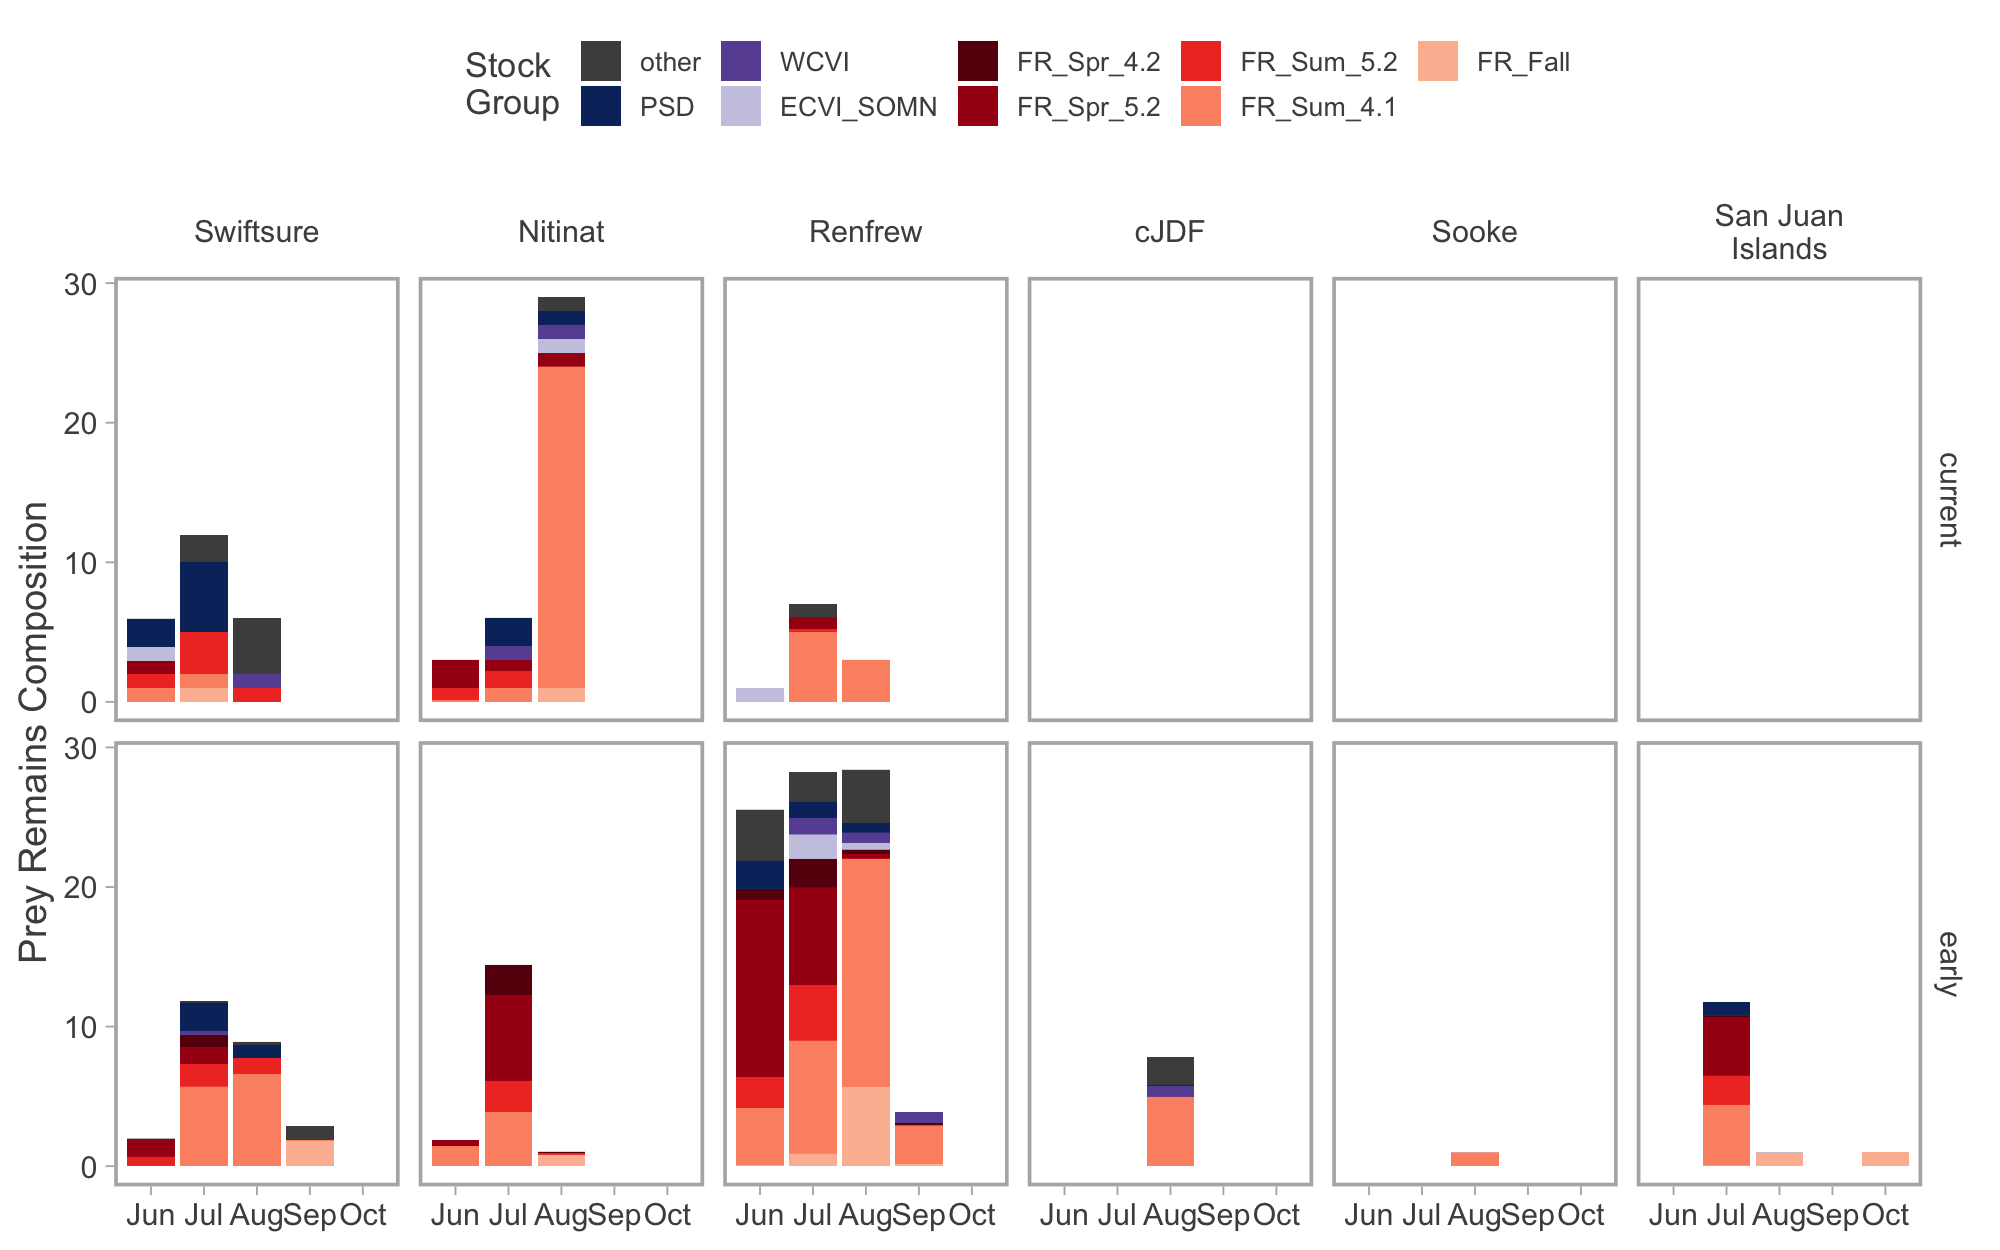 Stock
Group
other
WCVI
FR_Spr_4.2
FR_Sum_5.2
FR_Fall
PSD
ECVI_SOMN
FR_Spr_5.2
FR_Sum_4.1
Swiftsure
Nitinat
Renfrew
cJDF
Sooke
San Juan
Islands
30
20
10
0
current
Prey Remains Composition
30
20
10
0
early
Jun Jul Aug Sep Oct
Jun Jul Aug Sep Oct
Jun Jul Aug Sep Oct
Jun Jul Aug Sep Oct
Jun Jul Aug Sep Oct
Jun Jul Aug Sep Oct